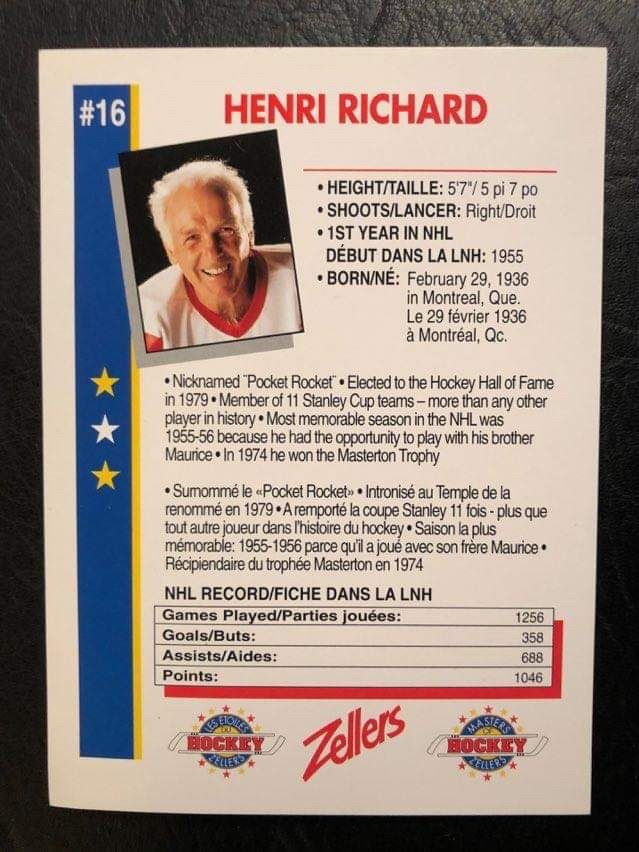 #16
HENRI RICHARD
• HEIGHT/TAILLE: 5'7"/ 5 pi 7 po
• SHOOTS/LANCER: Right/Droit
• 1ST YEAR IN NHL
DÉBUT DANS LA LNH: 1955
• BORN/NÉ: February 29, 1936
in Montreal, Que.
Le 29 février 1936
à Montréal, Qc.
• Nicknamed "Pocket Rocket" • Elected to the Hockey Hall of Fame
in 1979 • Member of 11 Stanley Cup teams – more than any other
player in history • Most memorable season in the NHL was
1955-56 because he had the opportunity to play with his brother
Maurice • In 1974 he won the Masterton Trophy
• Surnommé le «Pocket Rocket» • Intronisé au Temple de la
renommé en 1979 • A remporté la coupe Stanley 11 fois - plus que
tout autre joueur dans l'histoire du hockey • Saison la plus
mémorable: 1955-1956 parce qu'il a joué avec son frère Maurice •
Récipiendaire du trophée Masterton en 1974
NHL RECORD/FICHE DANS LA LNH
Games Played/Parties jouées: 1256
Goals/Buts: 358
Assists/Aides: 688
Points: 1046
LES ETOILES
DU
HOCKEY
ZELLERS
Zellers
MASTERS
OF
HOCKEY
ZELLERS